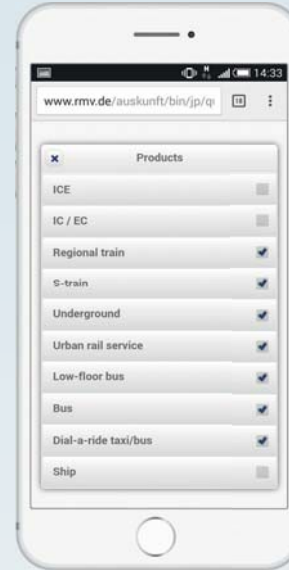 14:33
www.rmv.de/auskunft/bin/jp/q
18
Products
ICE
IC / EC
Regional train
S-train
Underground
Urban rail service
Low-floor bus
Bus
Dial-a-ride taxi/bus
Ship